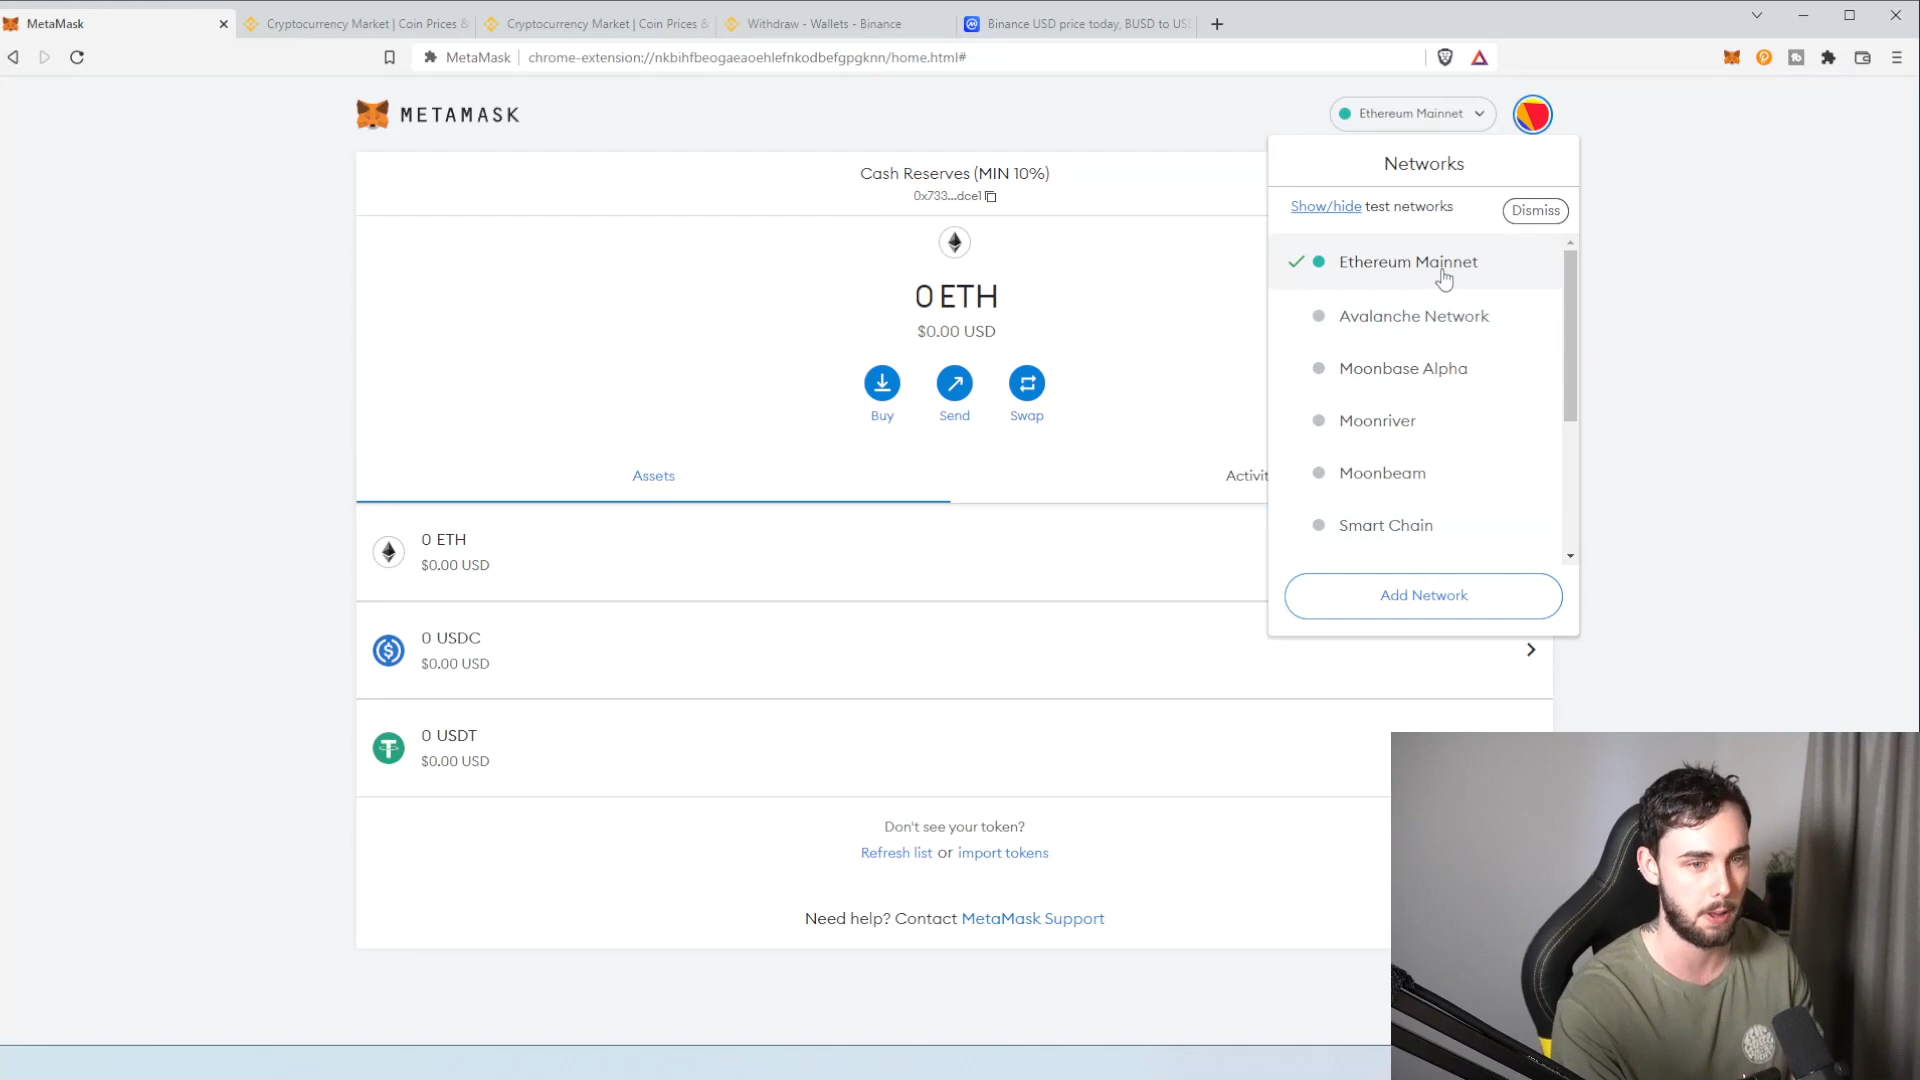 MetaMask
Cryptocurrency Market | Coin Prices &
Cryptocurrency Market | Coin Prices &
Withdraw - Wallets - Binance
Binance USD price today, BUSD to US
MetaMask
chrome-extension://nkbihfbeogaeaoehlefnkodbefgpgknn/home.html#
METAMASK
Ethereum Mainnet
Networks
Show/hide test networks
Dismiss
Ethereum Mainnet
Avalanche Network
Moonbase Alpha
Moonriver
Moonbeam
Smart Chain
Add Network
Cash Reserves (MIN 10%)
0x733...dce1
0 ETH
$0.00 USD
Buy
Send
Swap
Assets
Activit
0 ETH
$0.00 USD
0 USDC
$0.00 USD
0 USDT
$0.00 USD
Don't see your token?
Refresh list or import tokens
Need help? Contact MetaMask Support